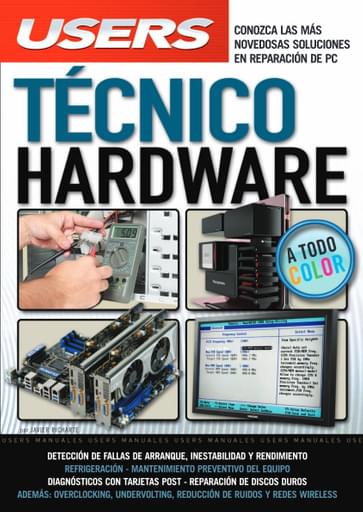 USERS
CONOZCA LAS MÁS
NOVEDOSAS SOLUCIONES
EN REPARACIÓN DE PC
TÉCNICO
HARDWARE
A TODO
COLOR
por JAVIER RICHARTE
USERS MANUALES USERS MANUALES USERS MANUALES USERS MANUALES USE
DETECCIÓN DE FALLAS DE ARRANQUE, INESTABILIDAD Y RENDIMIENTO
REFRIGERACIÓN - MANTENIMIENTO PREVENTIVO DEL EQUIPO
DIAGNÓSTICOS CON TARJETAS POST - REPARACIÓN DE DISCOS DUROS
ADEMÁS: OVERCLOCKING, UNDERVOLTING, REDUCCIÓN DE RUIDOS Y REDES WIRELESS